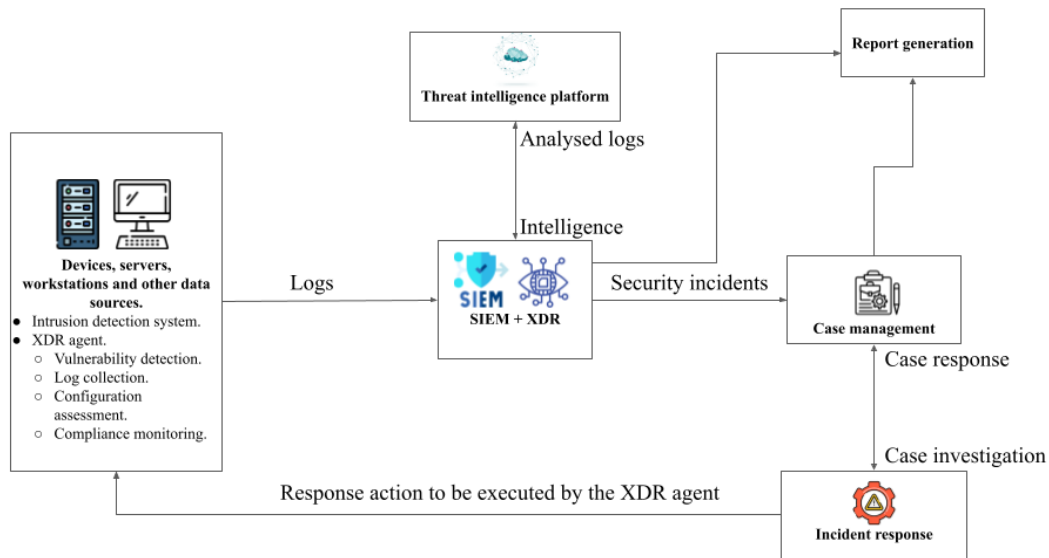 Report generation
Threat intelligence platform
Analysed logs
Intelligence
Devices, servers,
workstations and other data
sources.
● Intrusion detection system.
● XDR agent.
○ Vulnerability detection.
○ Log collection.
○ Configuration
assessment.
○ Compliance monitoring.
Logs
SIEM
SIEM + XDR
Security incidents
Case management
Case response
Case investigation
Response action to be executed by the XDR agent
Incident response